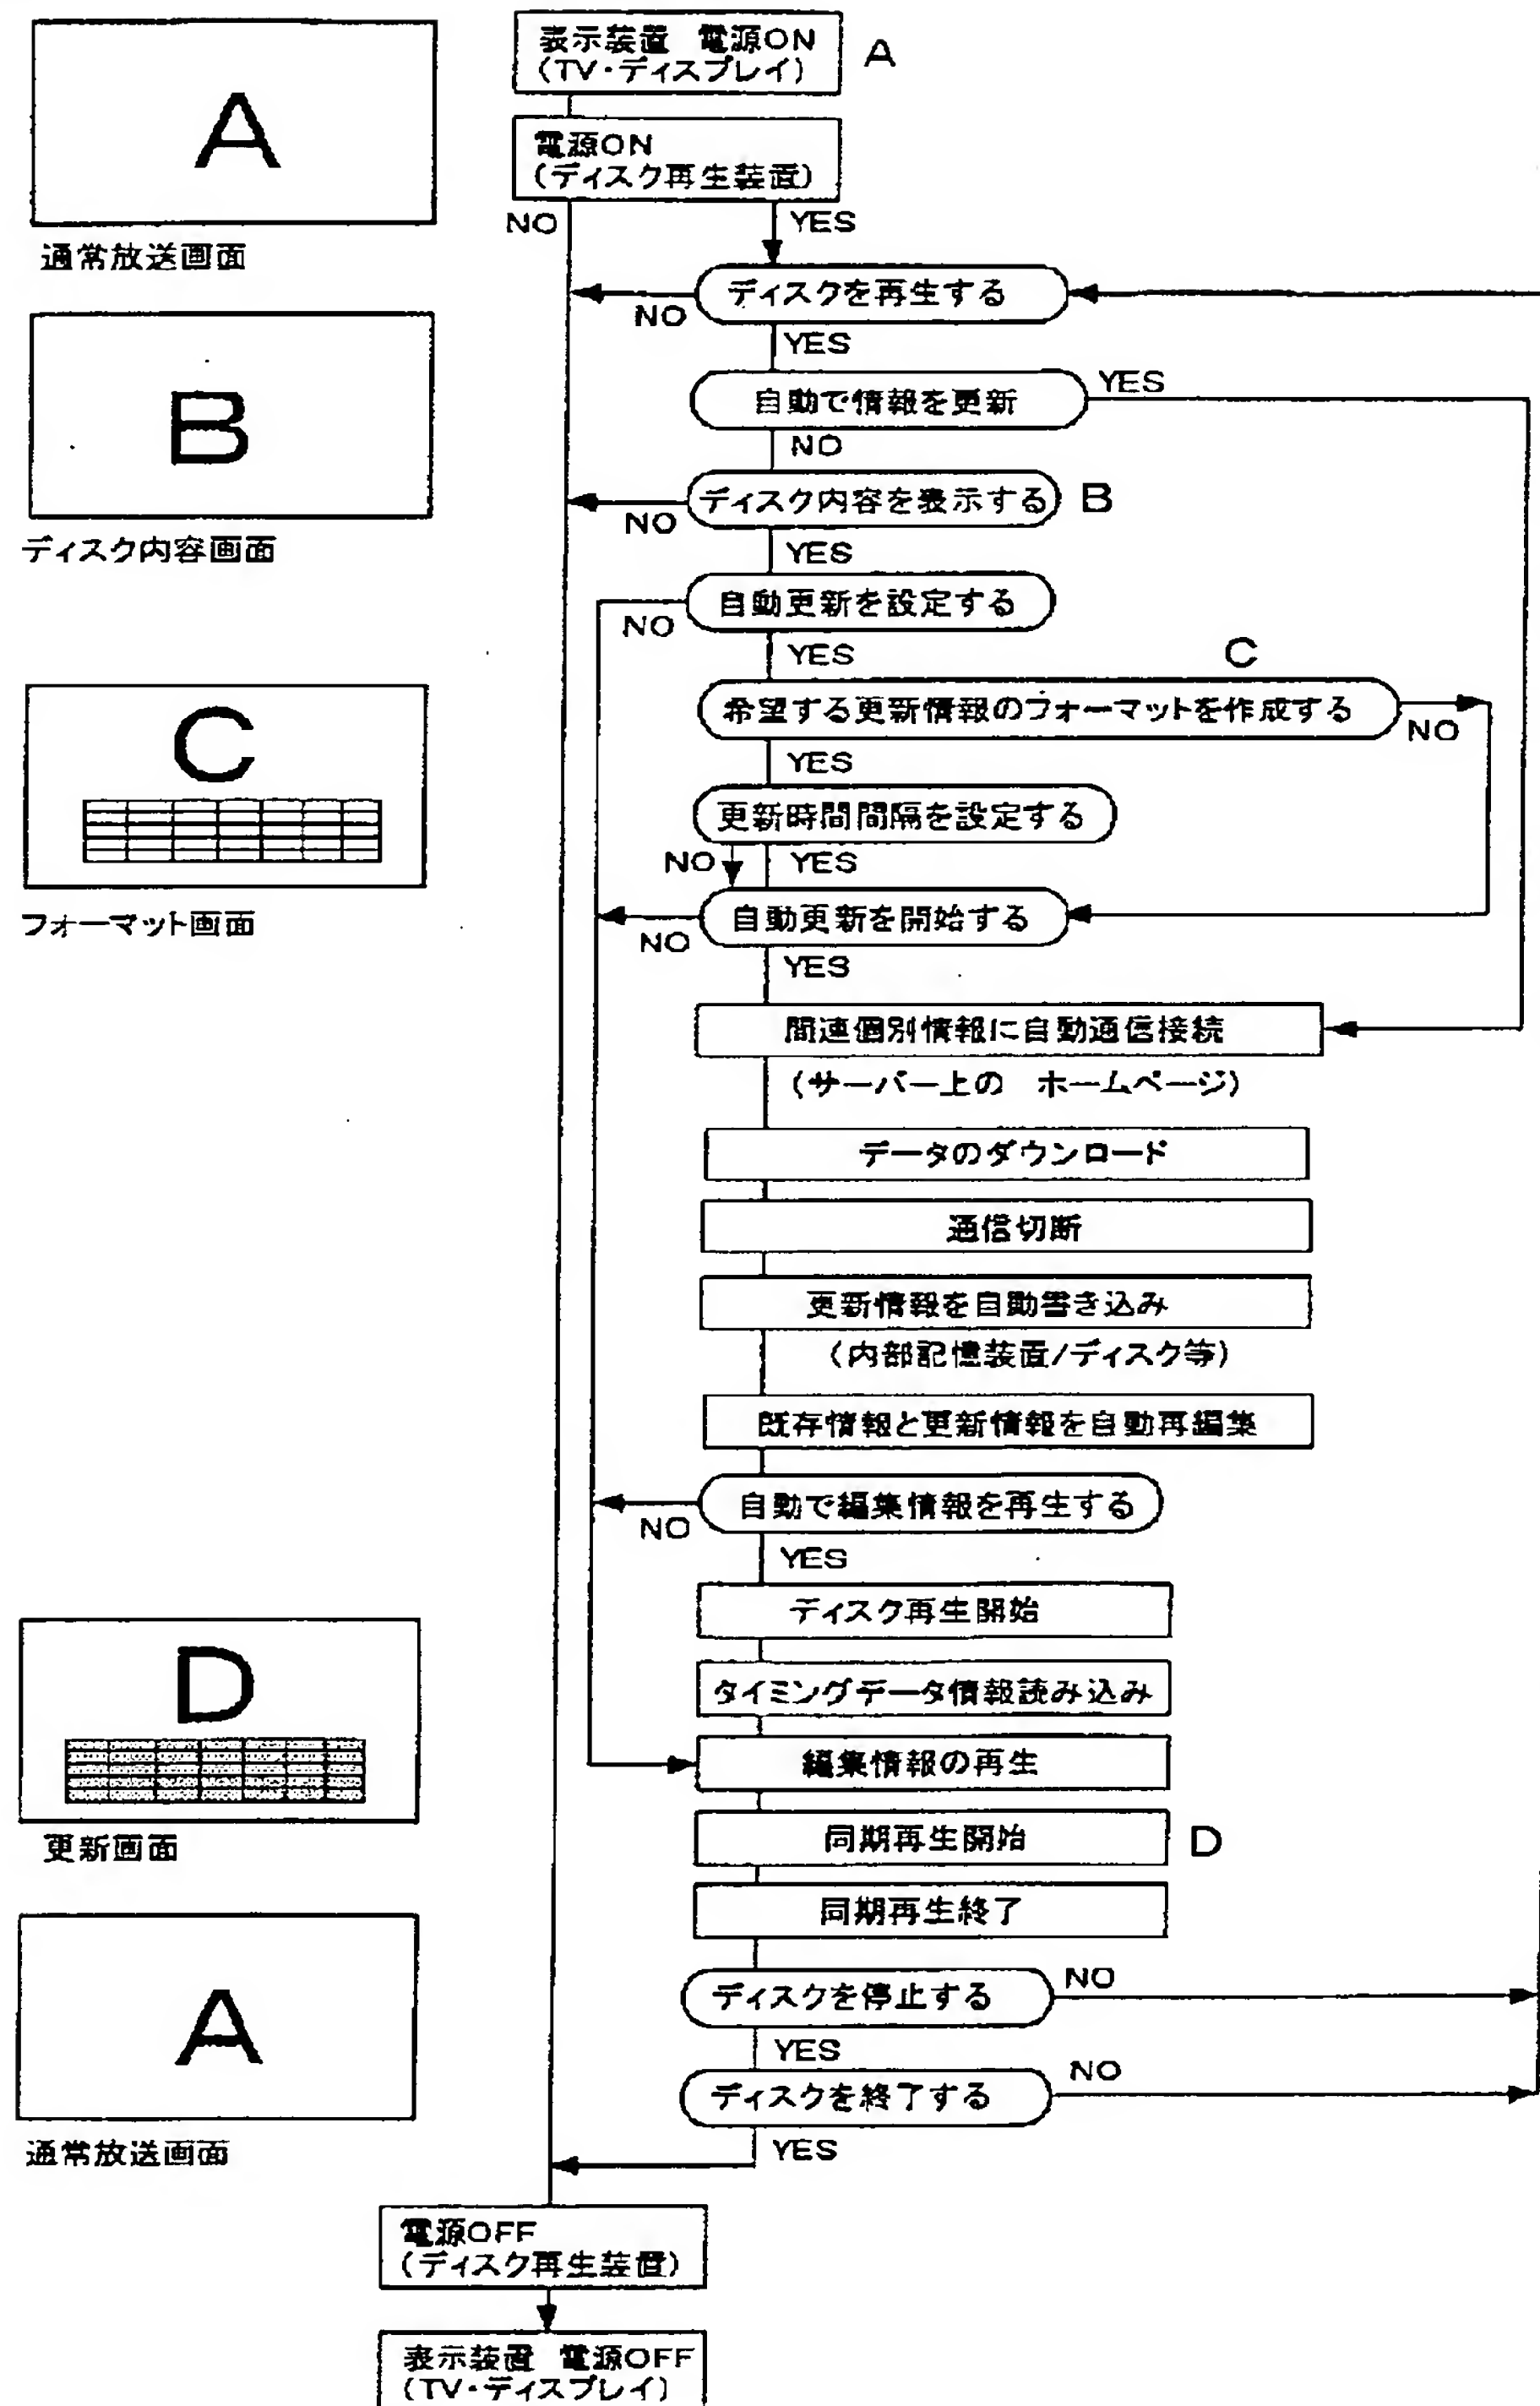 A
通常放送画面
B
ディスク内容画面
C
フォーマット画面
D
更新画面
A
通常放送画面
表示装置 電源ON
(TV・ディスプレイ)
A
電源ON
(ディスク再生装置)
NO
YES
ディスクを再生する
NO
YES
自動で情報を更新
YES
NO
ディスク内容を表示する
B
NO
YES
自動更新を設定する
NO
YES
C
希望する更新情報のフォーマットを作成する
NO
YES
更新時間間隔を設定する
NO
YES
自動更新を開始する
NO
YES
関連個別情報に自動通信接続
(サーバー上の ホームページ)
データのダウンロード
通信切断
更新情報を自動書き込み
(内部記憶装置/ディスク等)
既存情報と更新情報を自動再編集
自動で編集情報を再生する
NO
YES
ディスク再生開始
タイミングデータ情報読み込み
編集情報の再生
同期再生開始
D
同期再生終了
ディスクを停止する
NO
YES
ディスクを終了する
NO
YES
電源OFF
(ディスク再生装置)
表示装置 電源OFF
(TV・ディスプレイ)